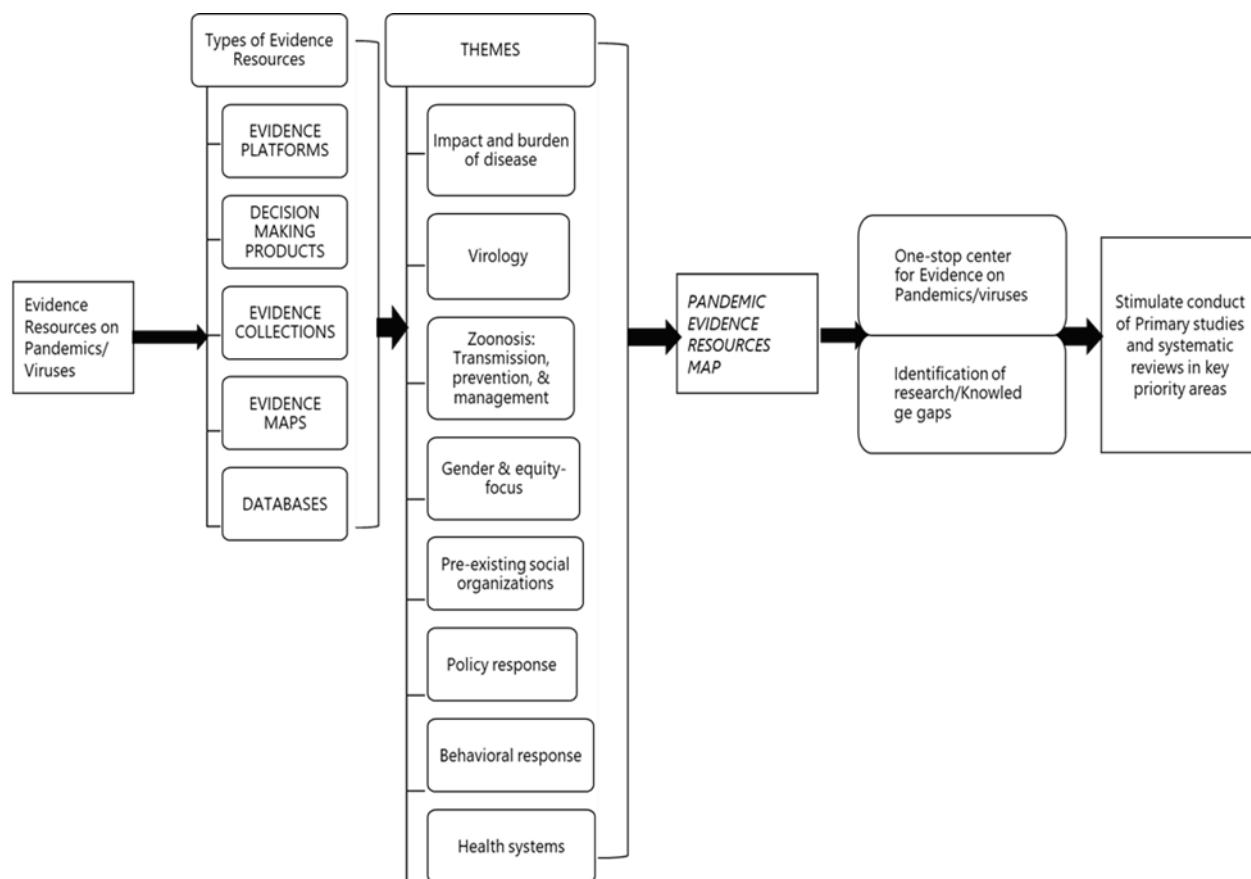 Evidence
Resources on
Pandemics/
Viruses
Types of Evidence
Resources
EVIDENCE
PLATFORMS
DECISION
MAKING
PRODUCTS
EVIDENCE
COLLECTIONS
EVIDENCE
MAPS
DATABASES
THEMES
Impact and burden
of disease
Virology
Zoonosis:
Transmission,
prevention, &
management
Gender & equity-
focus
Pre-existing social
organizations
Policy response
Behavioral response
Health systems
PANDEMIC
EVIDENCE
RESOURCES
MAP
One-stop center
for Evidence on
Pandemics/viruses
Identification of
research/Knowled
ge gaps
Stimulate conduct
of Primary studies
and systematic
reviews in key
priority areas